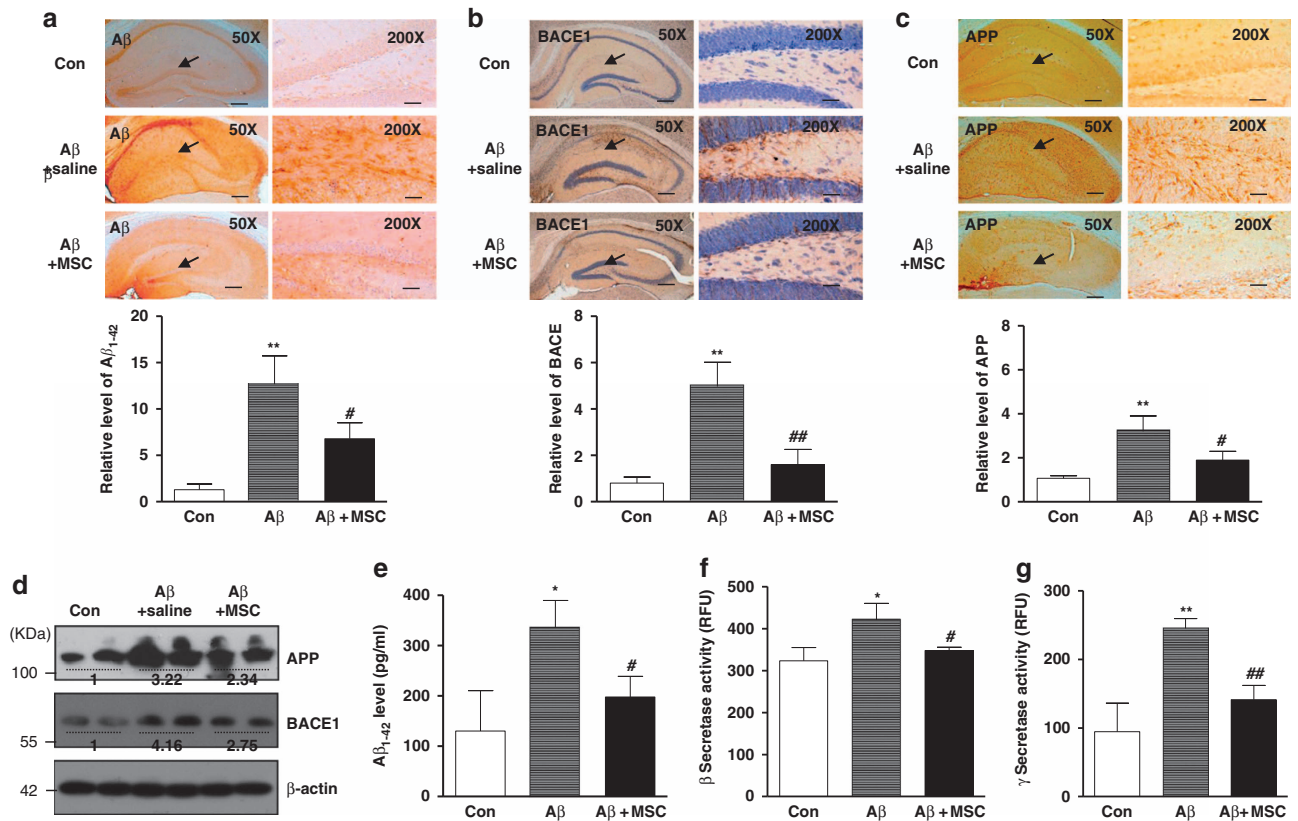 a
b
c
Con
Aβ
50X
200X
Con
BACE1
50X
200X
Con
APP
50X
200X
Aβ
+saline
β
Aβ
50X
200X
Aβ
+saline
BACE1
50X
200X
Aβ
+saline
APP
50X
200X
Aβ
+MSC
Aβ
50X
200X
Aβ
+MSC
BACE1
50X
200X
Aβ
+MSC
APP
50X
200X
Relative level of Aβ1-42
20
15
10
5
0
**
#
Con
Aβ
Aβ + MSC
Relative level of BACE
8
6
4
2
0
**
##
Con
Aβ
Aβ + MSC
Relative level of APP
8
6
4
2
0
**
#
Con
Aβ
Aβ + MSC
d
Con
Aβ
+saline
Aβ
+MSC
(KDa)
100
APP
1
3.22
2.34
BACE1
55
1
4.16
2.75
42
β-actin
e
Aβ1-42 level (pg/ml)
400
300
200
100
0
*
#
Con
Aβ
Aβ + MSC
f
β Secretase activity (RFU)
500
400
300
200
100
0
*
#
Con
Aβ
Aβ + MSC
g
γ Secretase activity (RFU)
300
200
100
0
**
##
Con
Aβ
Aβ+MSC